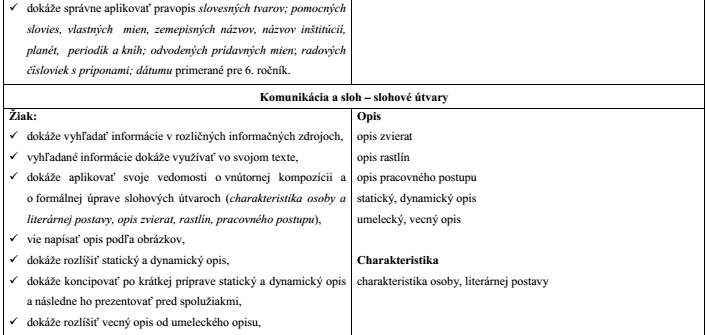 ✓ dokáže správne aplikovať pravopis slovesných tvarov; pomocných
slovies, vlastných mien, zemepisných názvov, názvov inštitúcií,
planét, periodík a kníh; odvodených prídavných mien; radových
čísloviek s príponami; dátumu primerané pre 6. ročník.
Komunikácia a sloh – slohové útvary
Žiak:
✓ dokáže vyhľadať informácie v rozličných informačných zdrojoch,
✓ vyhľadané informácie dokáže využívať vo svojom texte,
✓ dokáže aplikovať svoje vedomosti o vnútornej kompozícii a
o formálnej úprave slohových útvaroch (charakteristika osoby a
literárnej postavy, opis zvierat, rastlín, pracovného postupu),
✓ vie napísať opis podľa obrázkov,
✓ dokáže rozlíšiť statický a dynamický opis,
✓ dokáže koncipovať po krátkej príprave statický a dynamický opis
a následne ho prezentovať pred spolužiakmi,
✓ dokáže rozlíšiť vecný opis od umeleckého opisu,
Opis
opis zvierat
opis rastlín
opis pracovného postupu
statický, dynamický opis
umelecký, vecný opis
Charakteristika
charakteristika osoby, literárnej postavy